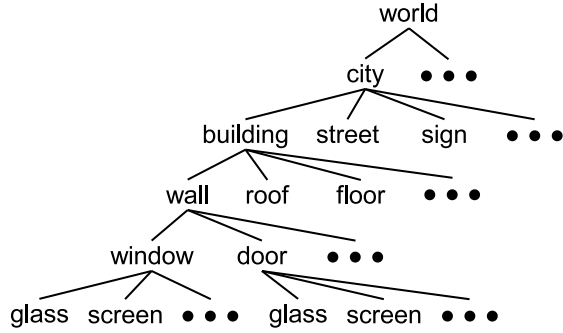 world
city
building street sign
wall roof floor
window door
glass screen glass screen